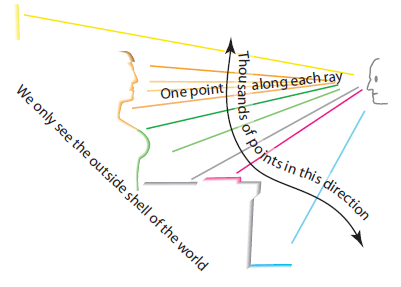 One point along each ray
Thousands of points in this direction
We only see the outside shell of the world